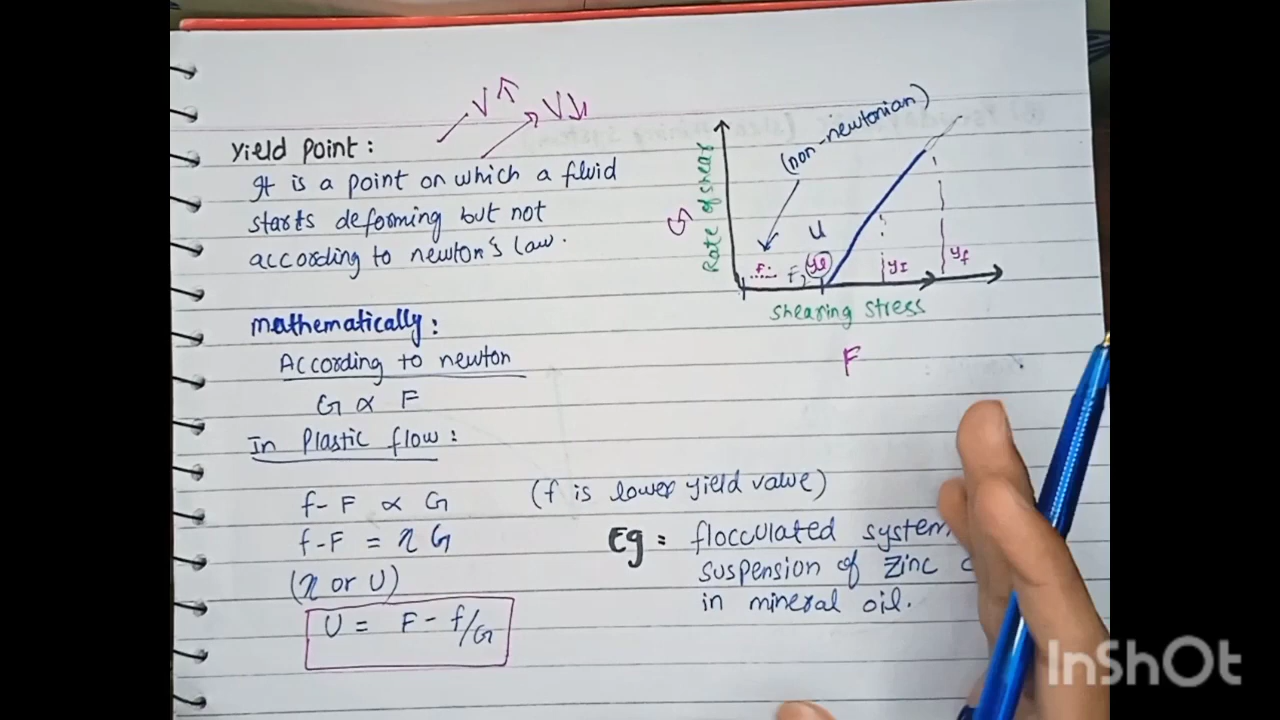 V↑
V↓
Yield Point:
It is a point on which a fluid
starts deforming but not
according to newton's Law.
Mathematically:
According to newton
G ∝ F
In Plastic flow:
f - F ∝ G (f is lower yield value)
f - F = η G
(η or U)
U = F - f/G
Eg = flocculated system
suspension of Zinc
in mineral oil.
(non-newtonian)
Rate of shear
G
U
F
yI
yf
shearing stress
F
InShOt